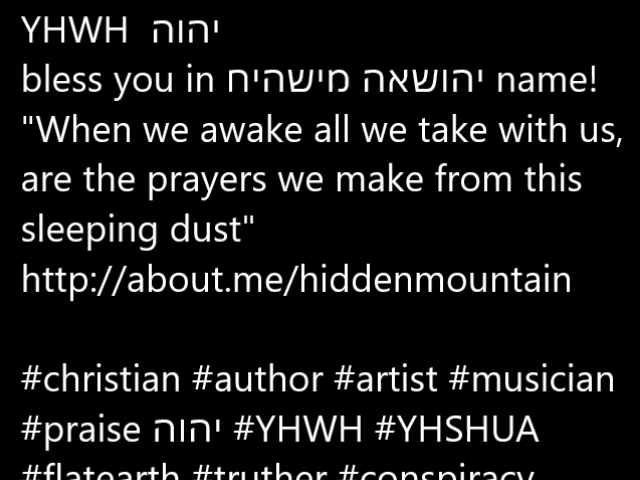 YHWH יהוה
bless you in יהושאה מישהיח name!
"When we awake all we take with us,
are the prayers we make from this
sleeping dust"
http://about.me/hiddenmountain
#christian #author #artist #musician
#praise יהוה #YHWH #YHSHUA
#flatearth #truther #conspiracy